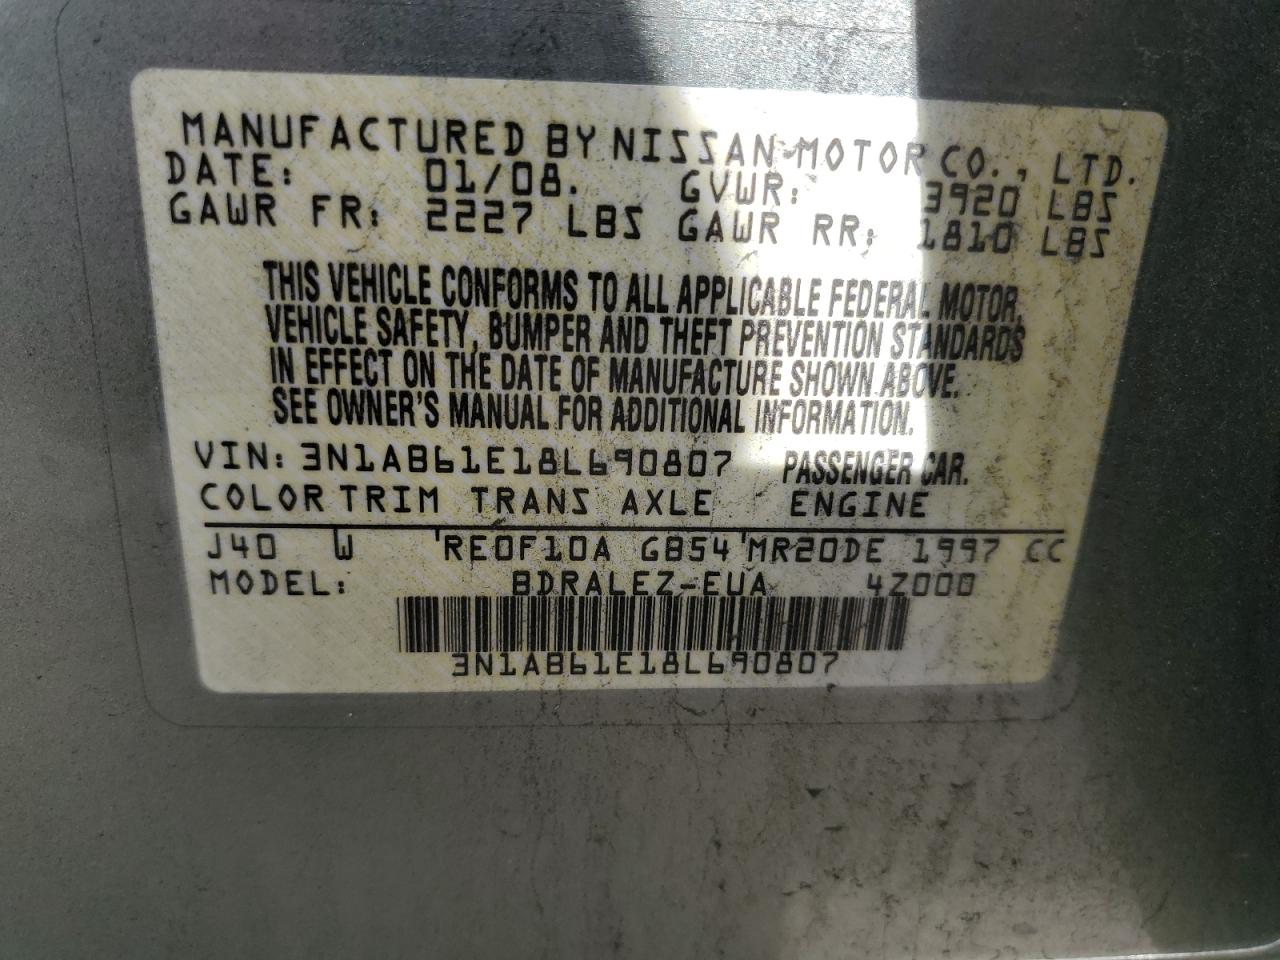 MANUFACTURED BY NISSAN MOTOR CO., LTD.
DATE: 01/08. GVWR: 3920 LBS
GAWR FR: 2227 LBS GAWR RR: 1810 LBS
THIS VEHICLE CONFORMS TO ALL APPLICABLE FEDERAL MOTOR
VEHICLE SAFETY, BUMPER AND THEFT PREVENTION STANDARDS
IN EFFECT ON THE DATE OF MANUFACTURE SHOWN ABOVE.
SEE OWNER'S MANUAL FOR ADDITIONAL INFORMATION.
VIN: 3N1AB61E18L690807 PASSENGER CAR.
COLOR TRIM TRANS AXLE ENGINE
J40 W 'RE0F10A GB54'MR20DE 1997 CC
MODEL: BDRALEZ-EUA 4Z000
3N1AB61E18L690807